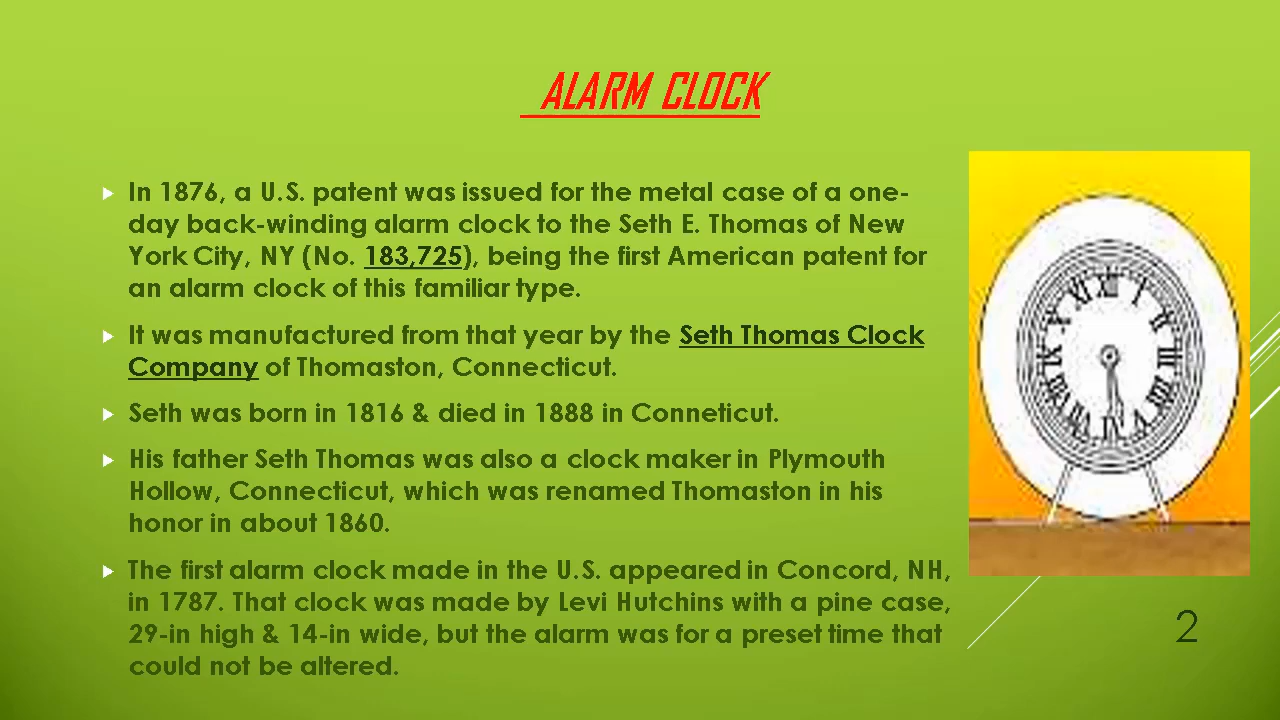 ALARM CLOCK
In 1876, a U.S. patent was issued for the metal case of a one-
day back-winding alarm clock to the Seth E. Thomas of New
York City, NY (No. 183,725), being the first American patent for
an alarm clock of this familiar type.
It was manufactured from that year by the Seth Thomas Clock
Company of Thomaston, Connecticut.
Seth was born in 1816 & died in 1888 in Conneticut.
His father Seth Thomas was also a clock maker in Plymouth
Hollow, Connecticut, which was renamed Thomaston in his
honor in about 1860.
The first alarm clock made in the U.S. appeared in Concord, NH,
in 1787. That clock was made by Levi Hutchins with a pine case,
29-in high & 14-in wide, but the alarm was for a preset time that
could not be altered.
2